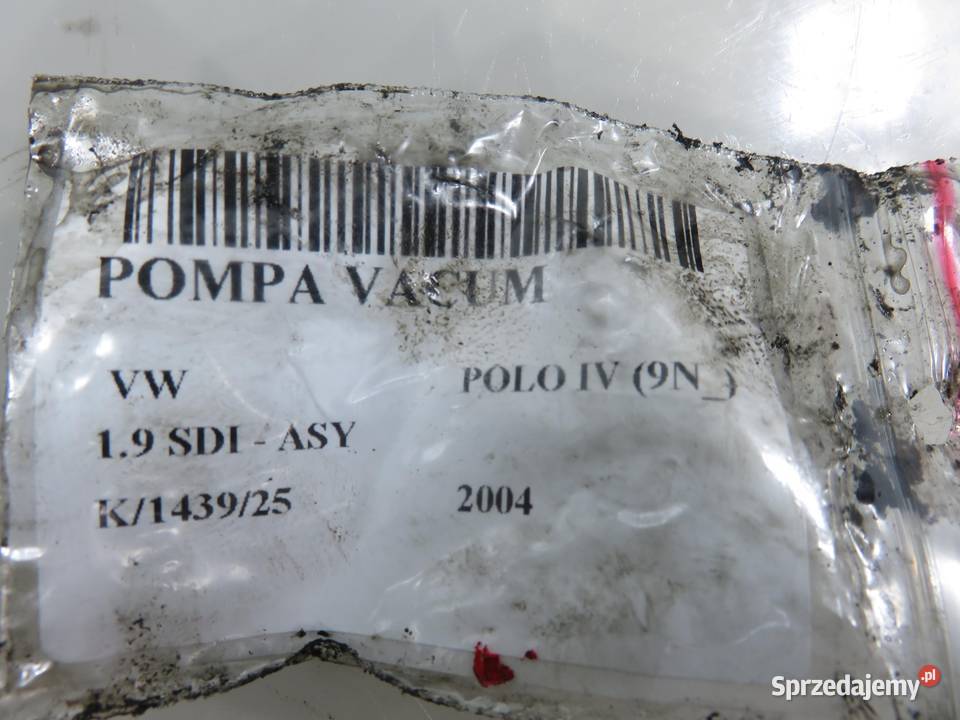 POMPA VACUM
VW POLO IV (9N_)
1.9 SDI - ASY
K/1439/25 2004
Sprzedajemy.pl